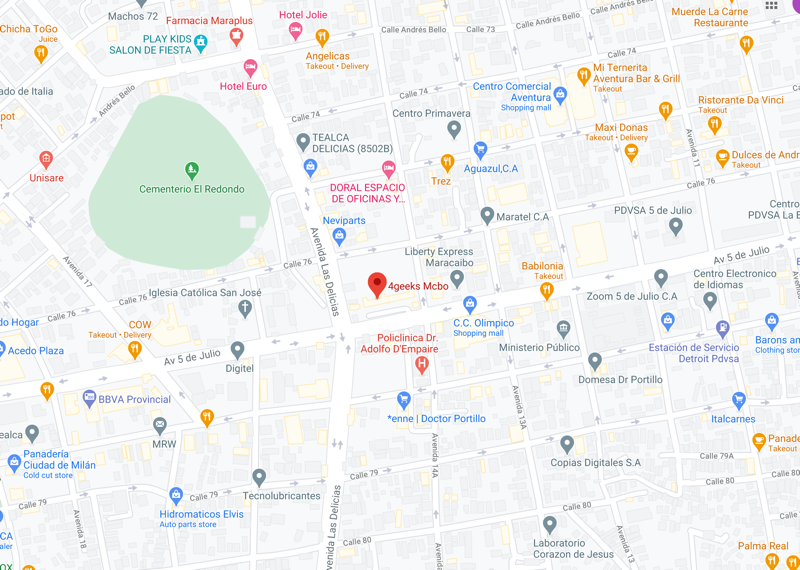 Machos 72
Hotel Jolie
Calle Andrés Bello
Calle 73
Calle Andrés Bello
Muerde La Carne
Restaurante
Farmacia Maraplus
Chicha ToGo
Juice
PLAY KIDS
SALON DE FIESTA
Angelicas
Takeout • Delivery
Calle 74
Mi Ternerita
Aventura Bar & Grill
Takeout
Hotel Euro
Centro Comercial
Aventura
Shopping mall
ado de Italia
Andrés Bello
Calle 74
Centro Primavera
Ristorante Da Vinci
Takeout
pot
t
Maxi Donas
Takeout • Delivery
Avenida 11
TEALCA
DELICIAS (8502B)
Dulces de Andr
Takeout
Unisare
Aguazul,C.A
Trez
Cementerio El Redondo
DORAL ESPACIO
DE OFICINAS Y...
Calle 76
Maratel C.A
PDVSA 5 de Julio
Centro
PDVSA La E
Neviparts
Avenida Las Delicias
Liberty Express
Maracaibo
Av 5 de Julio
Calle 76
Calle 76
Avenida 17
Babilonia
Takeout
Centro Electronico
de Idiomas
4geeks Mcbo
Iglesia Católica San José
Zoom 5 de Julio C.A
do Hogar
COW
Takeout • Delivery
C.C. Olimpico
Shopping mall
Acedo Plaza
Av 5 de Julio
Policlinica Dr.
Adolfo D'Empaire
Ministerio Público
Estación de Servicio
Detroit Pdvsa
Barons an
Clothing stor
Digitel
Domesa Dr Portillo
BBVA Provincial
*enne | Doctor Portillo
Avenida 13A
Italcarnes
ealca
MRW
Avenida 14A
Panade
Takeout
Panadería
Ciudad de Milán
Cold cut store
Calle 79
Copias Digitales S.A
Calle 79A
Calle 79
Tecnolubricantes
Calle 80
Hidromaticos Elvis
Auto parts store
Avenida Las Delicias
Calle 80
Avenida 18
CA
aler
Laboratorio
Corazon de Jesus
Avenida 13
Palma Real
OX